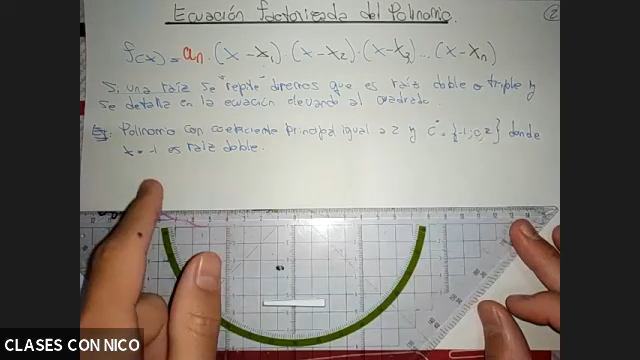 Ecuación factorizada del Polinomio. 2
f(x) = an · (x - x1) · (x - x2) · (x - x3) ... (x - xn)
Si una raíz se "repite" diremos que es raíz doble o triple y
se detalla en la ecuación elevando al cuadrado.
Ej: Polinomio con coeficiente principal igual a 2 y C° = {-1; 0; 2} donde
x = -1 es raíz doble.
CLASES CON NICO